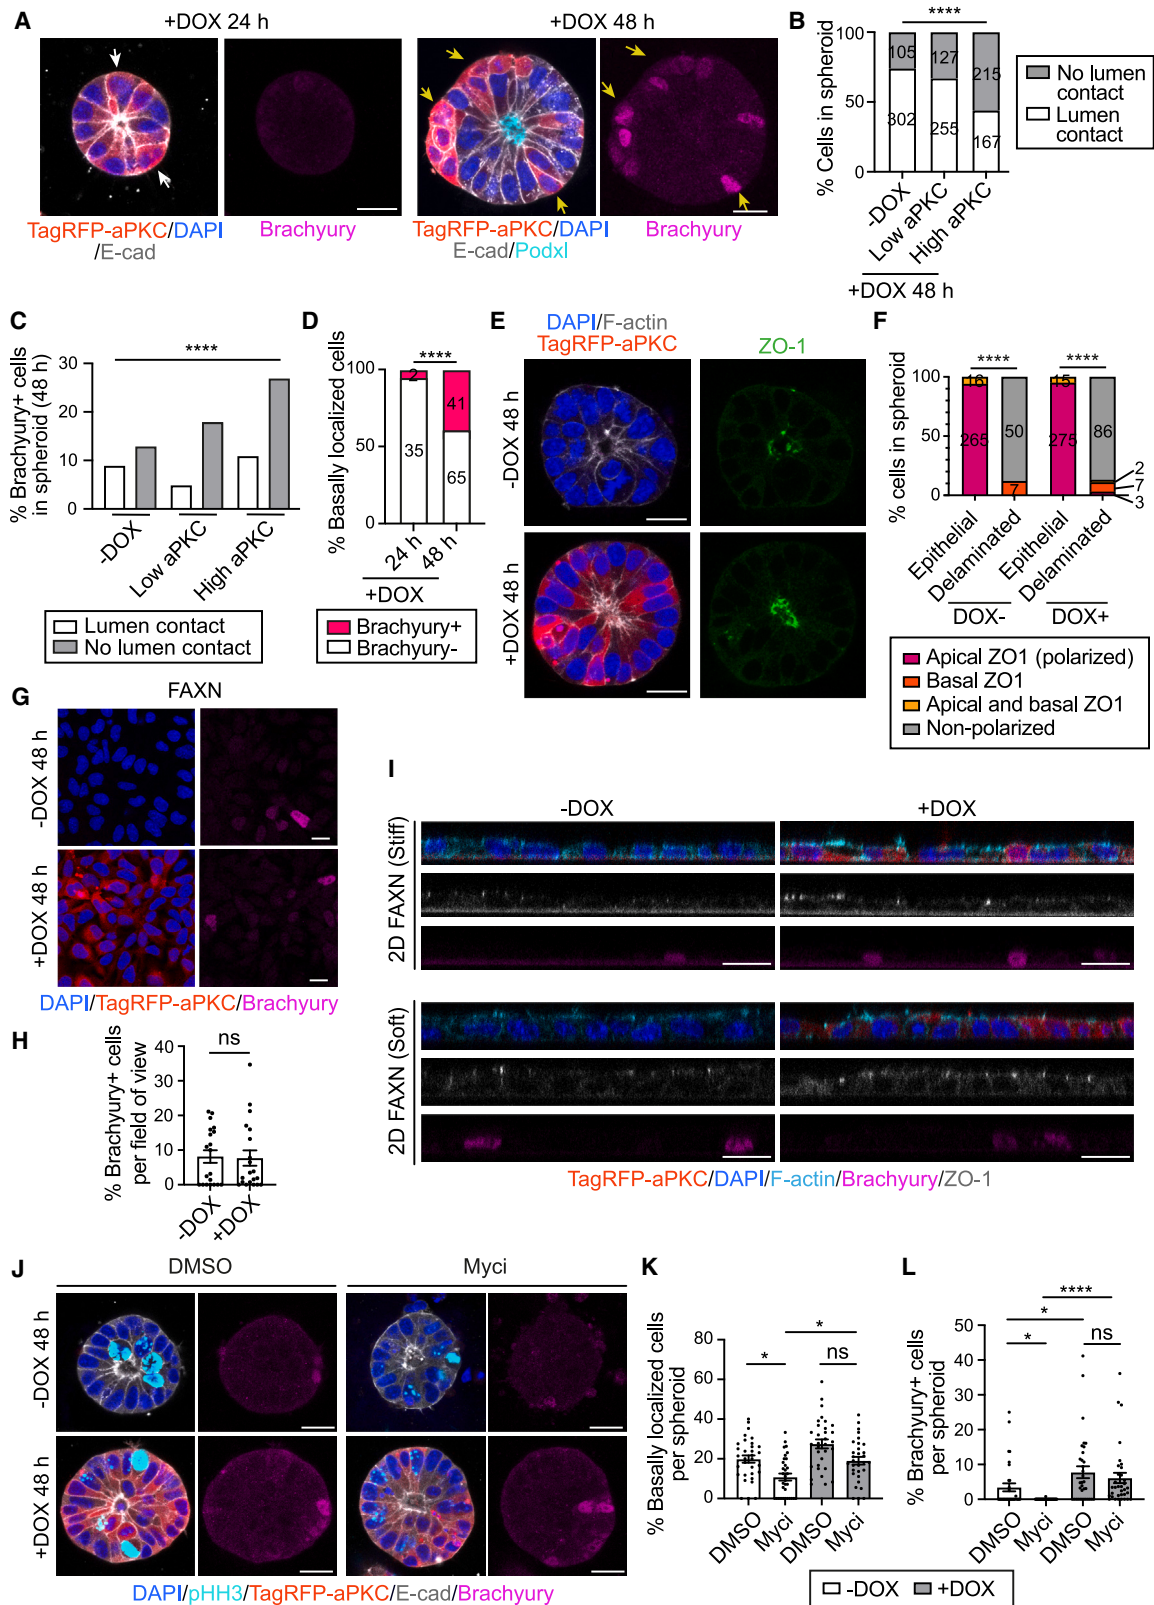 A
+DOX 24 h
+DOX 48 h
TagRFP-aPKC/DAPI
/E-cad
Brachyury
TagRFP-aPKC/DAPI
E-cad/Podxl
Brachyury
B
****
% Cells in spheroid
100
50
0
105
302
127
255
215
167
-DOX
Low aPKC
High aPKC
+DOX 48 h
No lumen
contact
Lumen
contact
C
****
% Brachyury+ cells
in spheroid (48 h)
30
20
10
0
-DOX
Low aPKC
High aPKC
Lumen contact
No lumen contact
D
****
% Basally localized cells
100
50
0
2
35
41
65
24 h
48 h
+DOX
Brachyury+
Brachyury-
E
DAPI/F-actin
TagRFP-aPKC
ZO-1
-DOX 48 h
+DOX 48 h
F
****
****
% cells in spheroid
100
50
0
16
265
50
7
15
275
86
2
7
3
Epithelial
Delaminated
Epithelial
Delaminated
DOX-
DOX+
Apical ZO1 (polarized)
Basal ZO1
Apical and basal ZO1
Non-polarized
G
FAXN
-DOX 48 h
+DOX 48 h
DAPI/TagRFP-aPKC/Brachyury
H
ns
% Brachyury+ cells
per field of view
40
30
20
10
0
-DOX
+DOX
I
-DOX
+DOX
2D FAXN (Stiff)
2D FAXN (Soft)
TagRFP-aPKC/DAPI/F-actin/Brachyury/ZO-1
J
DMSO
Myci
-DOX 48 h
+DOX 48 h
DAPI/pHH3/TagRFP-aPKC/E-cad/Brachyury
K
*
*
ns
% Basally localized cells
per spheroid
80
60
40
20
0
DMSO
Myci
DMSO
Myci
L
****
*
*
ns
% Brachyury+ cells
per spheroid
50
40
30
20
10
0
DMSO
Myci
DMSO
Myci
-DOX
+DOX